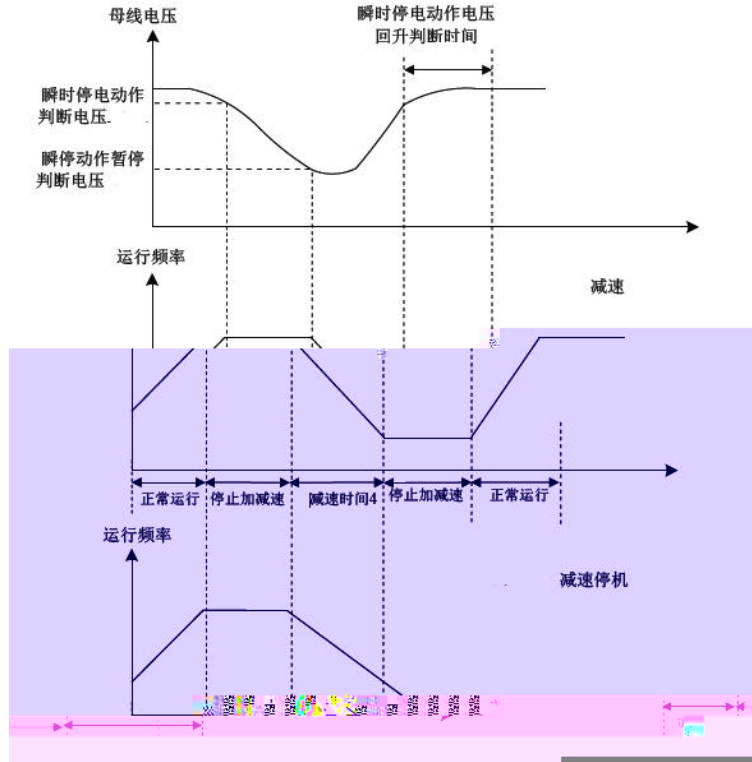 母线电压
瞬时停电动作电压
回升判断时间
瞬时停电动作
判断电压
瞬停动作暂停
判断电压
运行频率
减速
正常运行
停止加减速
减速时间4
停止加减速
正常运行
运行频率
减速停机